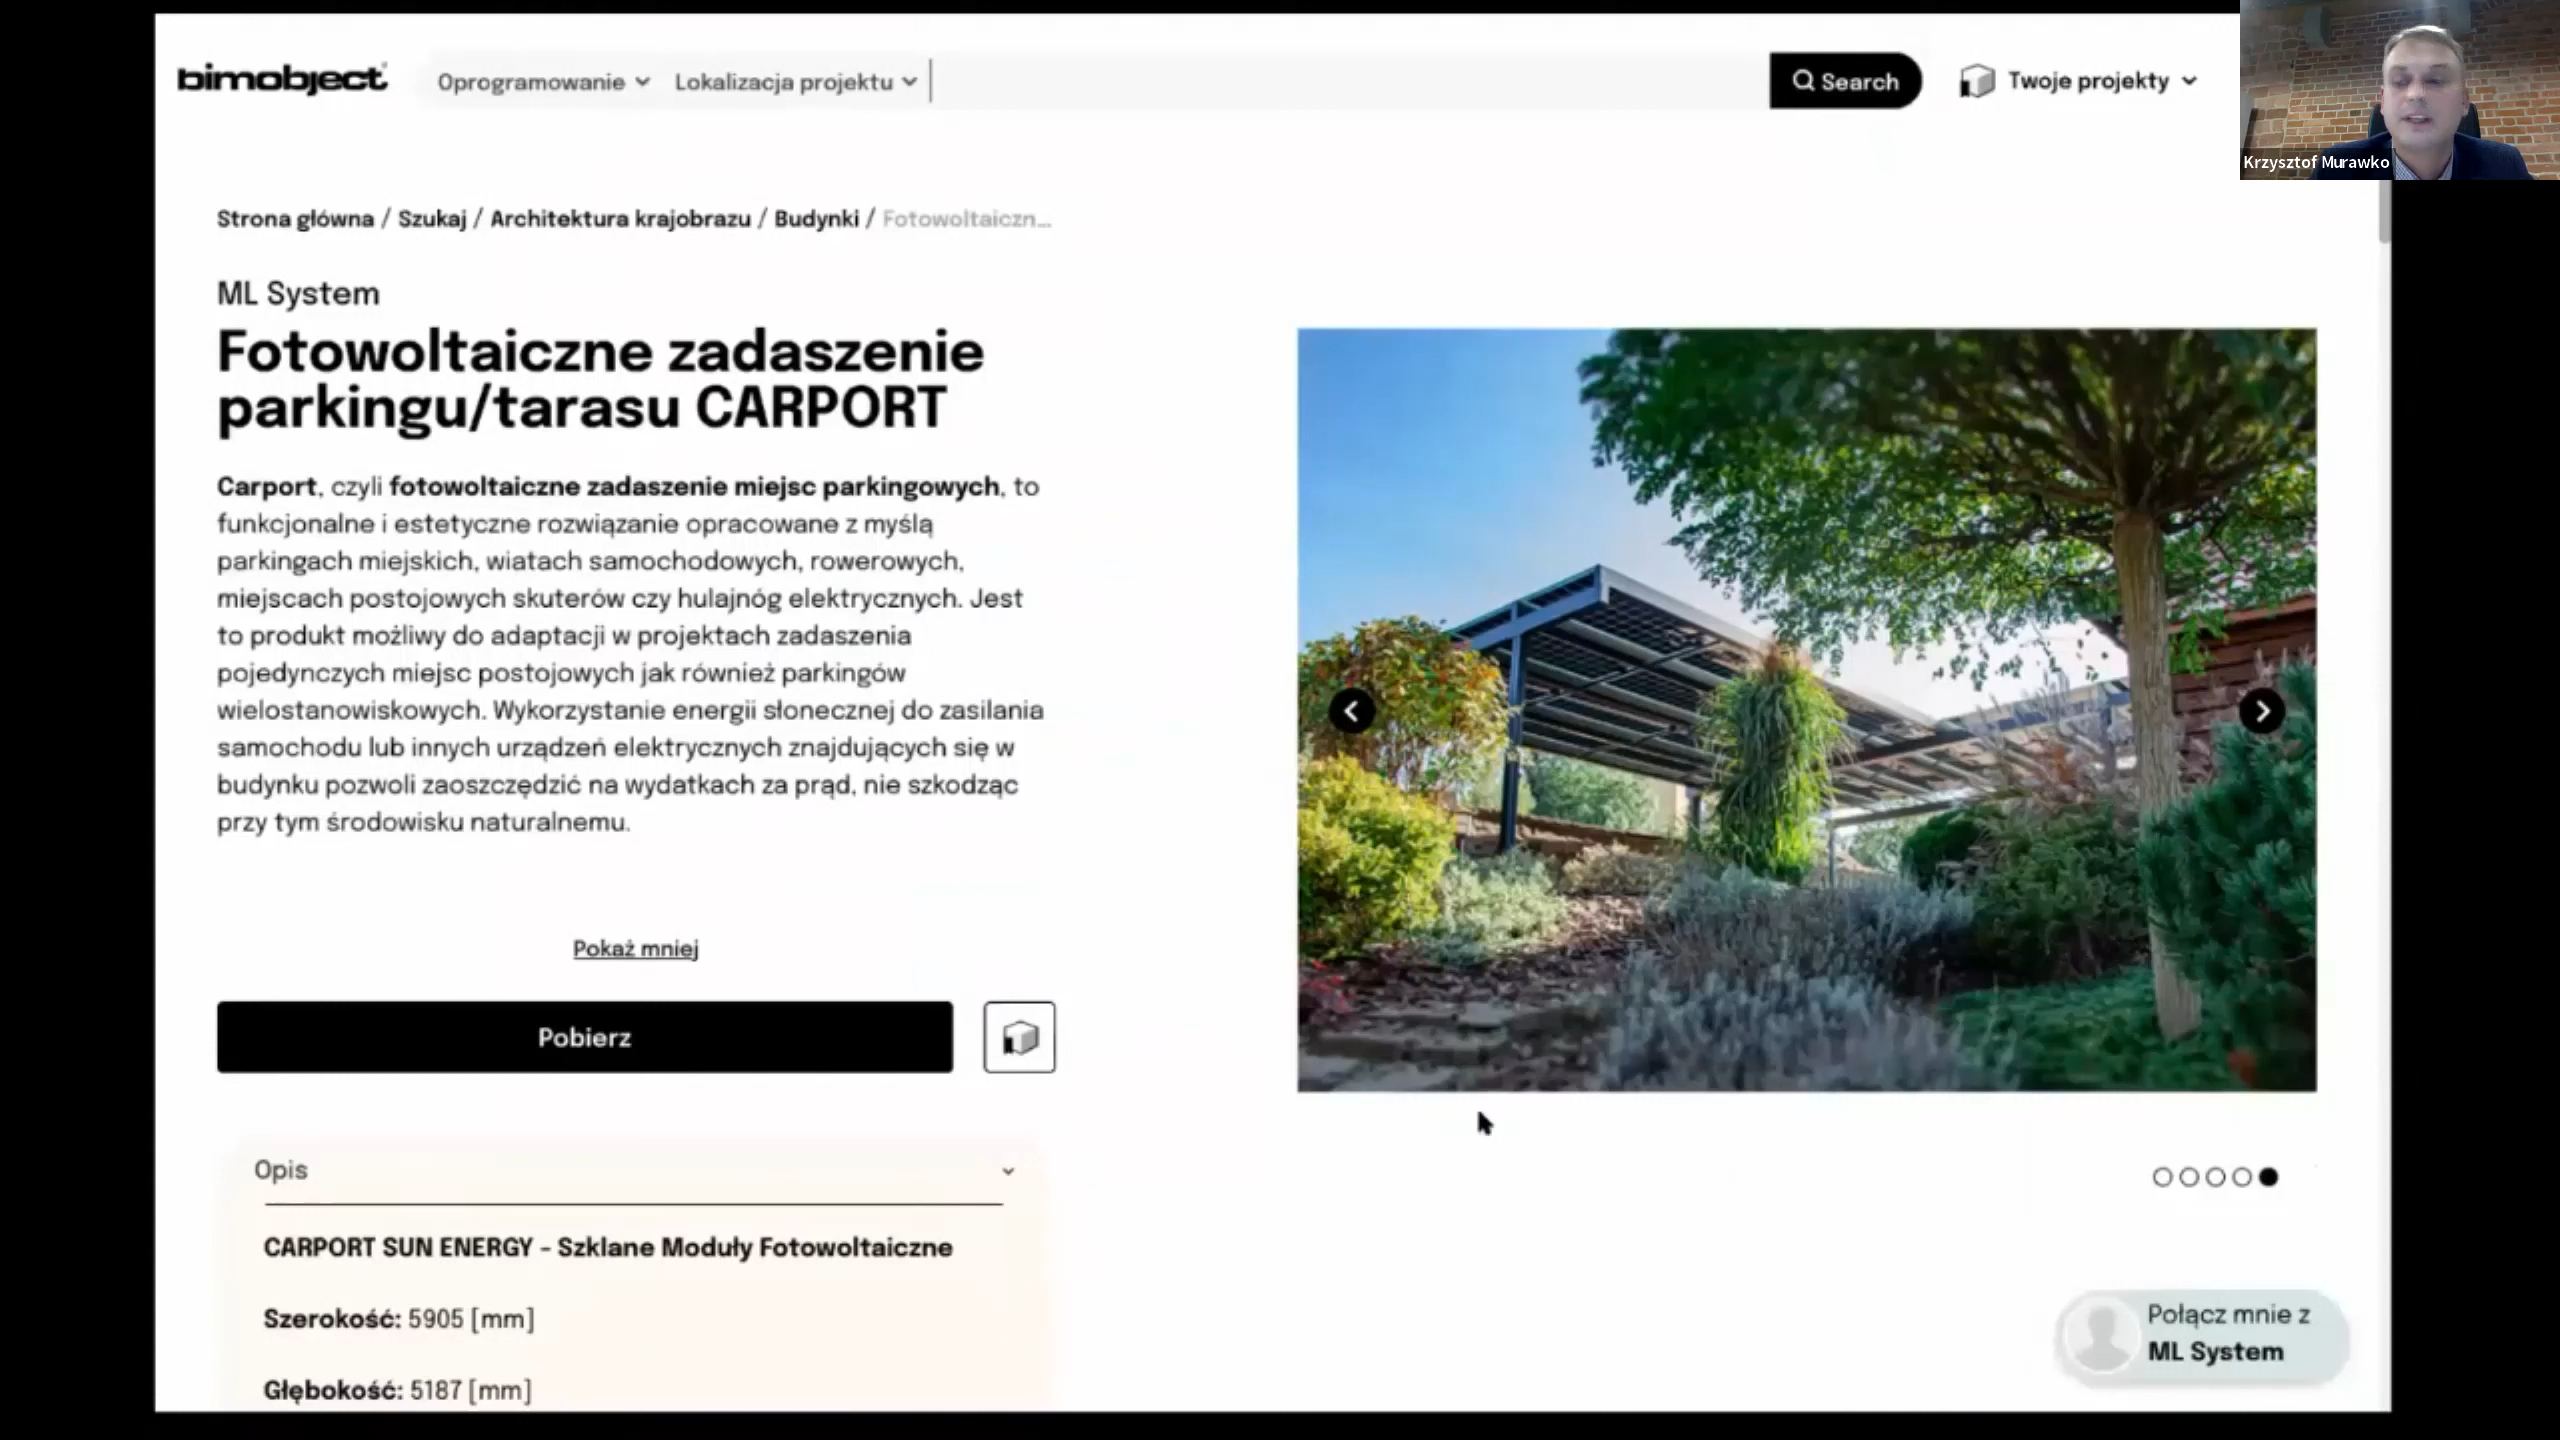 bimobject
Oprogramowanie
Lokalizacja projektu
Search
Twoje projekty
Krzysztof Murawko
Strona główna / Szukaj / Architektura krajobrazu / Budynki / Fotowoltaiczn...
ML System
Fotowoltaiczne zadaszenie
parkingu/tarasu CARPORT
Carport, czyli fotowoltaiczne zadaszenie miejsc parkingowych, to
funkcjonalne i estetyczne rozwiązanie opracowane z myślą
parkingach miejskich, wiatach samochodowych, rowerowych,
miejscach postojowych skuterów czy hulajnóg elektrycznych. Jest
to produkt możliwy do adaptacji w projektach zadaszenia
pojedynczych miejsc postojowych jak również parkingów
wielostanowiskowych. Wykorzystanie energii słonecznej do zasilania
samochodu lub innych urządzeń elektrycznych znajdujących się w
budynku pozwoli zaoszczędzić na wydatkach za prąd, nie szkodząc
przy tym środowisku naturalnemu.
Pokaż mniej
Pobierz
Opis
CARPORT SUN ENERGY - Szklane Moduły Fotowoltaiczne
Szerokość: 5905 [mm]
Głębokość: 5187 [mm]
Połącz mnie z
ML System